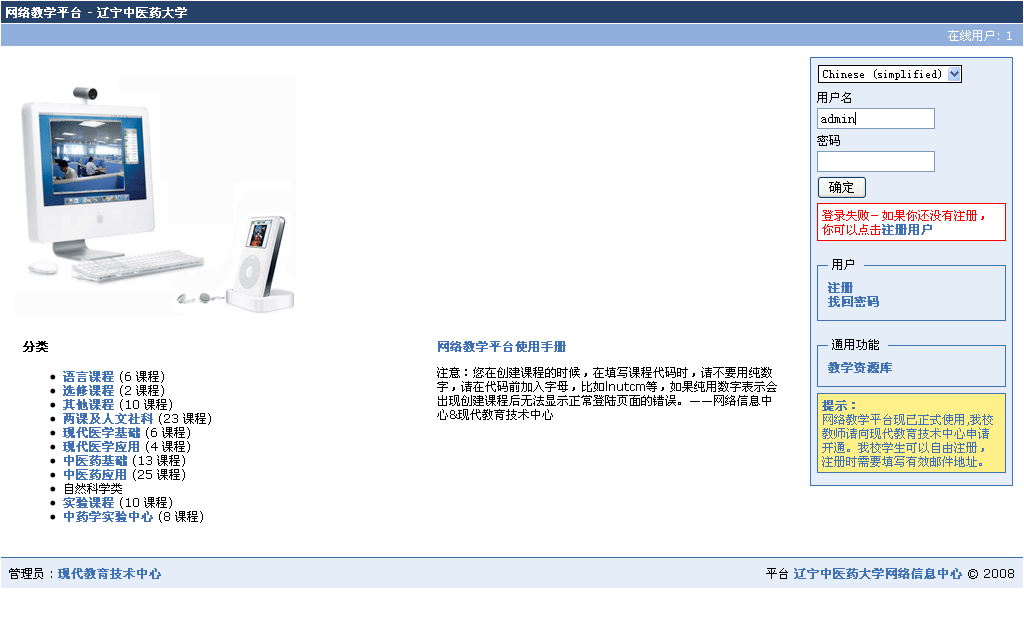 网络教学平台 - 辽宁中医药大学
在线用户: 1
Chinese (simplified)
用户名
admin
密码
确定
登录失败－如果你还没有注册，
你可以点击注册用户
用户
注册
找回密码
通用功能
教学资源库
提示：
网络教学平台现已正式使用,我校
教师请向现代教育技术中心申请
开通。我校学生可以自由注册，
注册时需要填写有效邮件地址。
分类
语言课程 (6 课程)
选修课程 (2 课程)
其他课程 (10 课程)
两课及人文社科 (23 课程)
现代医学基础 (6 课程)
现代医学应用 (4 课程)
中医药基础 (13 课程)
中医药应用 (25 课程)
自然科学类
实验课程 (10 课程)
中药学实验中心 (8 课程)
网络教学平台使用手册
注意：您在创建课程的时候，在填写课程代码时，请不要用纯数
字，请在代码前加入字母，比如lnutcm等，如果纯用数字表示会
出现创建课程后无法显示正常登陆页面的错误。——网络信息中
心&现代教育技术中心
管理员：现代教育技术中心
平台 辽宁中医药大学网络信息中心 © 2008